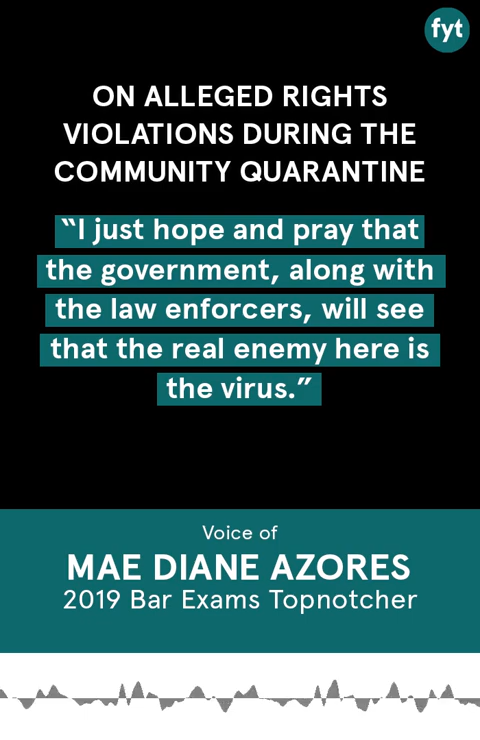 fyt
ON ALLEGED RIGHTS
VIOLATIONS DURING THE
COMMUNITY QUARANTINE
“I just hope and pray that
the government, along with
the law enforcers, will see
that the real enemy here is
the virus.”
Voice of
MAE DIANE AZORES
2019 Bar Exams Topnotcher